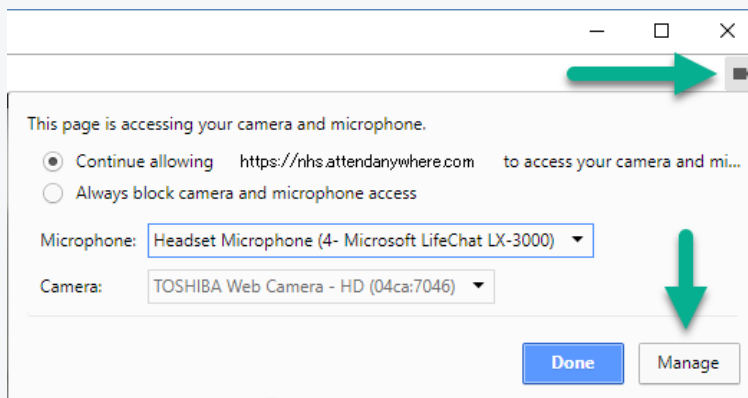 This page is accessing your camera and microphone.
Continue allowing https://nhs.attendanywhere.com to access your camera and mi...
Always block camera and microphone access
Microphone: Headset Microphone (4- Microsoft LifeChat LX-3000)
Camera: TOSHIBA Web Camera - HD (04ca:7046)
Done Manage